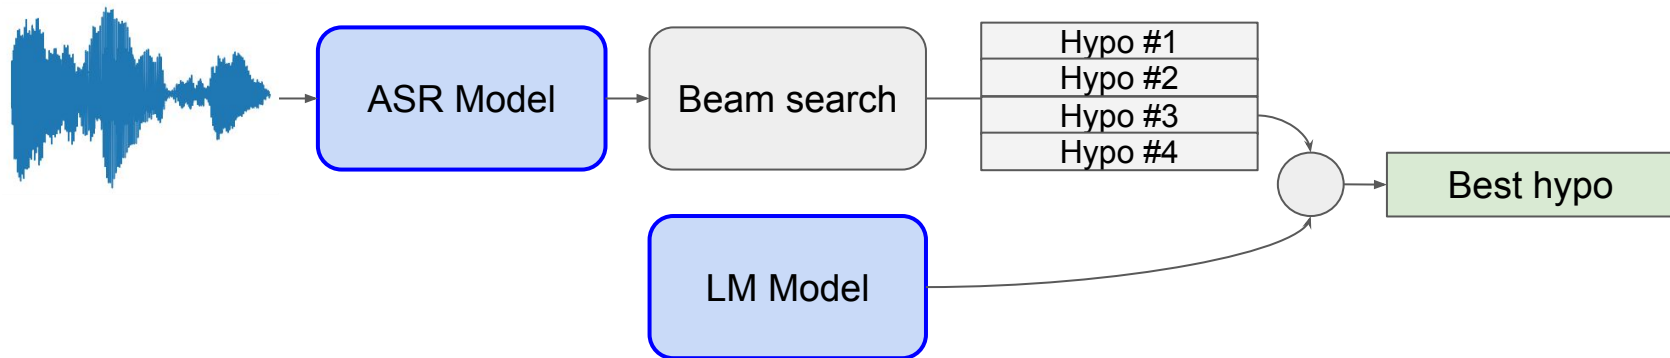 ASR Model
Beam search
Hypo #1
Hypo #2
Hypo #3
Hypo #4
LM Model
Best hypo